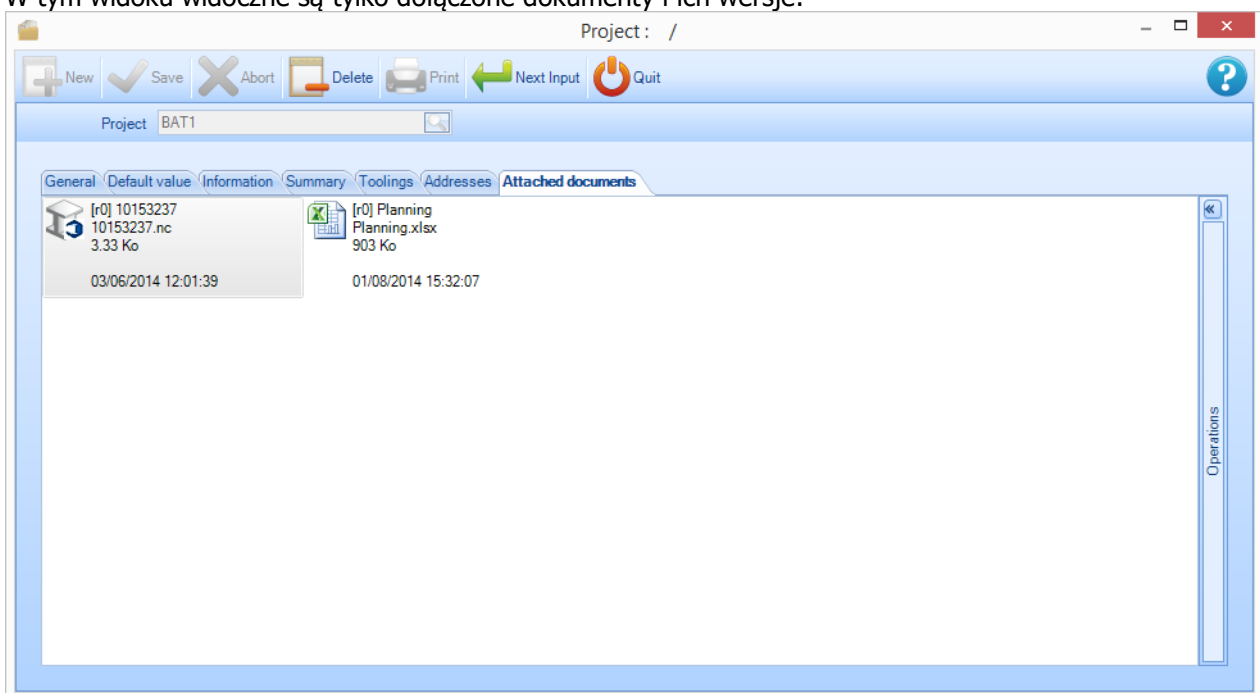 W tym widoku widoczne są tylko dołączone dokumenty i ich wersje.
Project : /
New Save Abort Delete Print Next Input Quit
Project BAT1
General Default value Information Summary Toolings Addresses Attached documents
[r0] 10153237
10153237.nc
3.33 Ko
03/06/2014 12:01:39
[r0] Planning
Planning.xlsx
903 Ko
01/08/2014 15:32:07
Operations